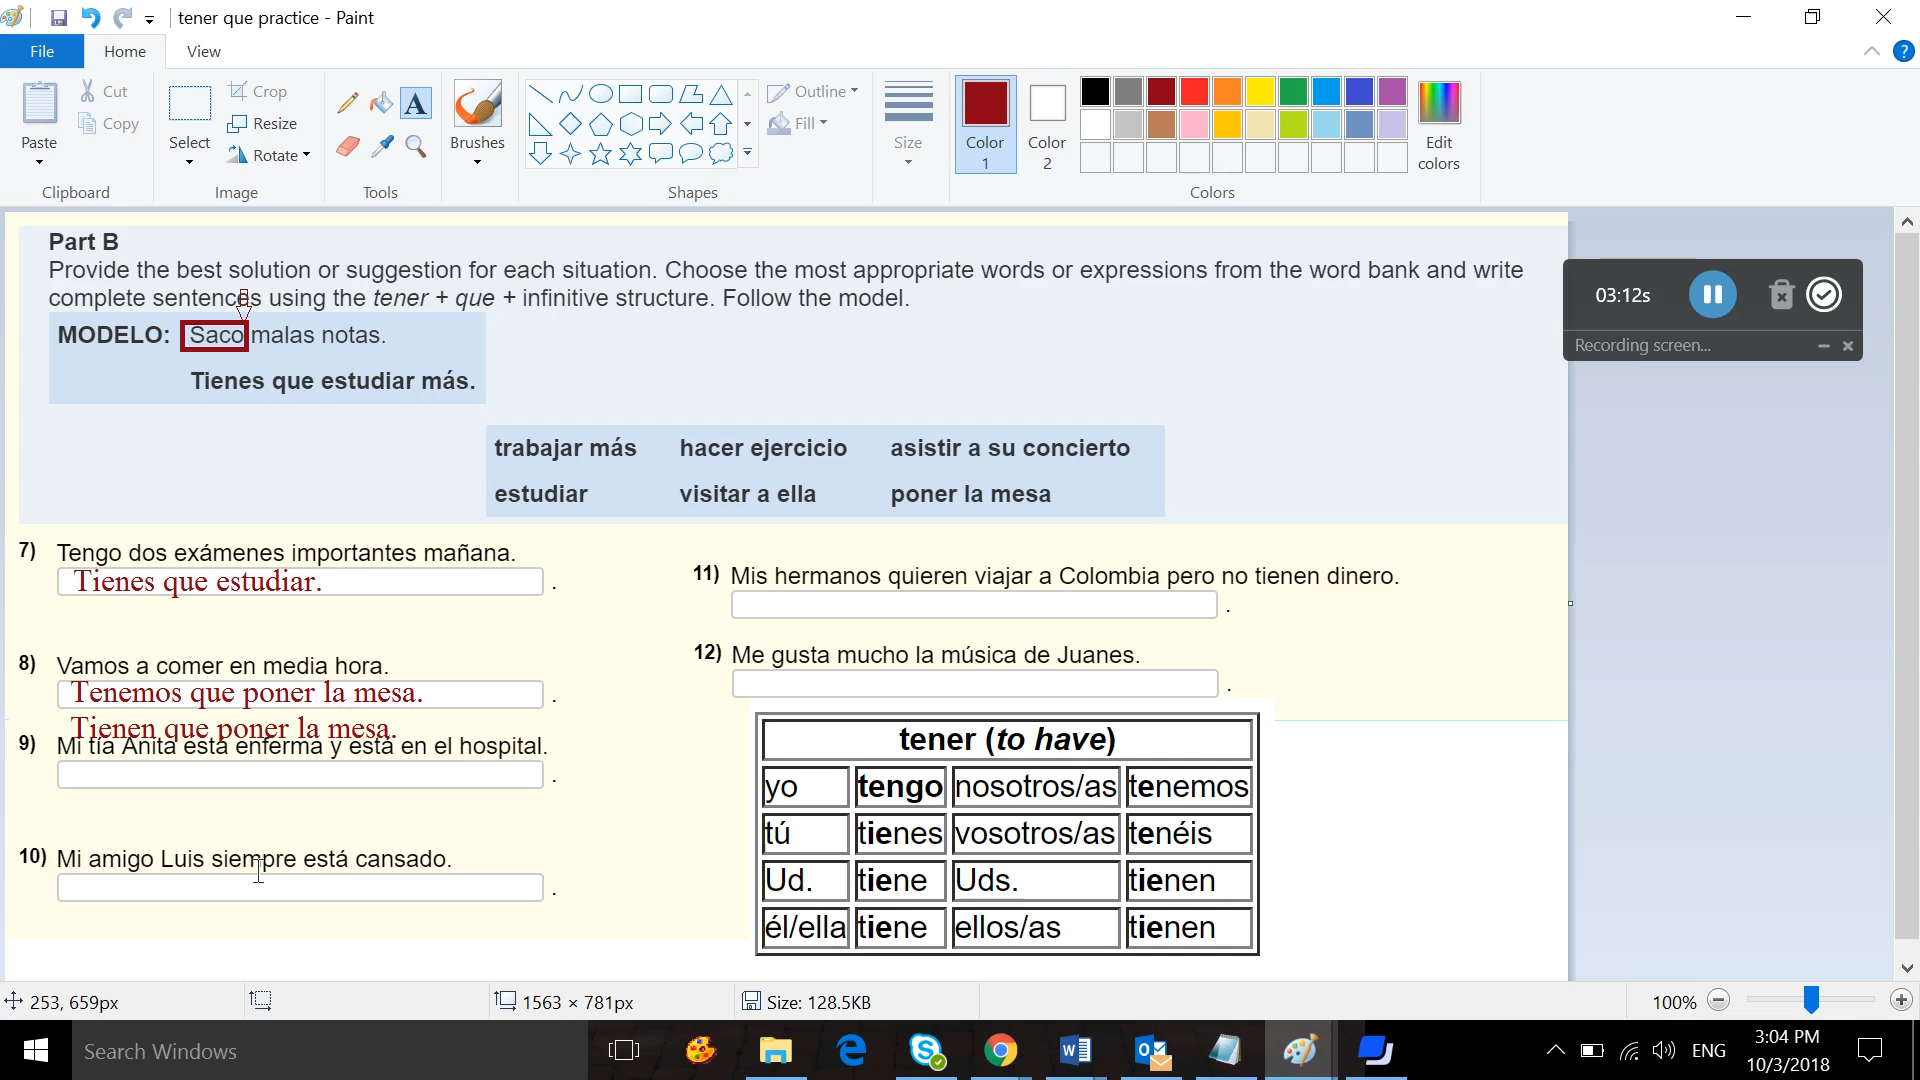 tener que practice - Paint
File Home View
Paste Cut Copy Select Crop Resize Rotate A Brushes Outline Fill Size Color 1 Color 2 Edit colors
Clipboard Image Tools Shapes Colors
Part B
Provide the best solution or suggestion for each situation. Choose the most appropriate words or expressions from the word bank and write
complete sentences using the tener + que + infinitive structure. Follow the model.
MODELO: Saco malas notas.
Tienes que estudiar más.
03:12s
Recording screen...
trabajar más hacer ejercicio asistir a su concierto
estudiar visitar a ella poner la mesa
7) Tengo dos exámenes importantes mañana.
Tienes que estudiar. .
8) Vamos a comer en media hora.
Tenemos que poner la mesa. .
Tienen que poner la mesa.
9) Mi tía Anita está enferma y está en el hospital.
.
10) Mi amigo Luis siempre está cansado.
.
11) Mis hermanos quieren viajar a Colombia pero no tienen dinero.
.
12) Me gusta mucho la música de Juanes.
.
tener (to have)
yo tengo nosotros/as tenemos
tú tienes vosotros/as tenéis
Ud. tiene Uds. tienen
él/ella tiene ellos/as tienen
253, 659px 1563 × 781px Size: 128.5KB 100%
Search Windows ENG 3:04 PM
10/3/2018